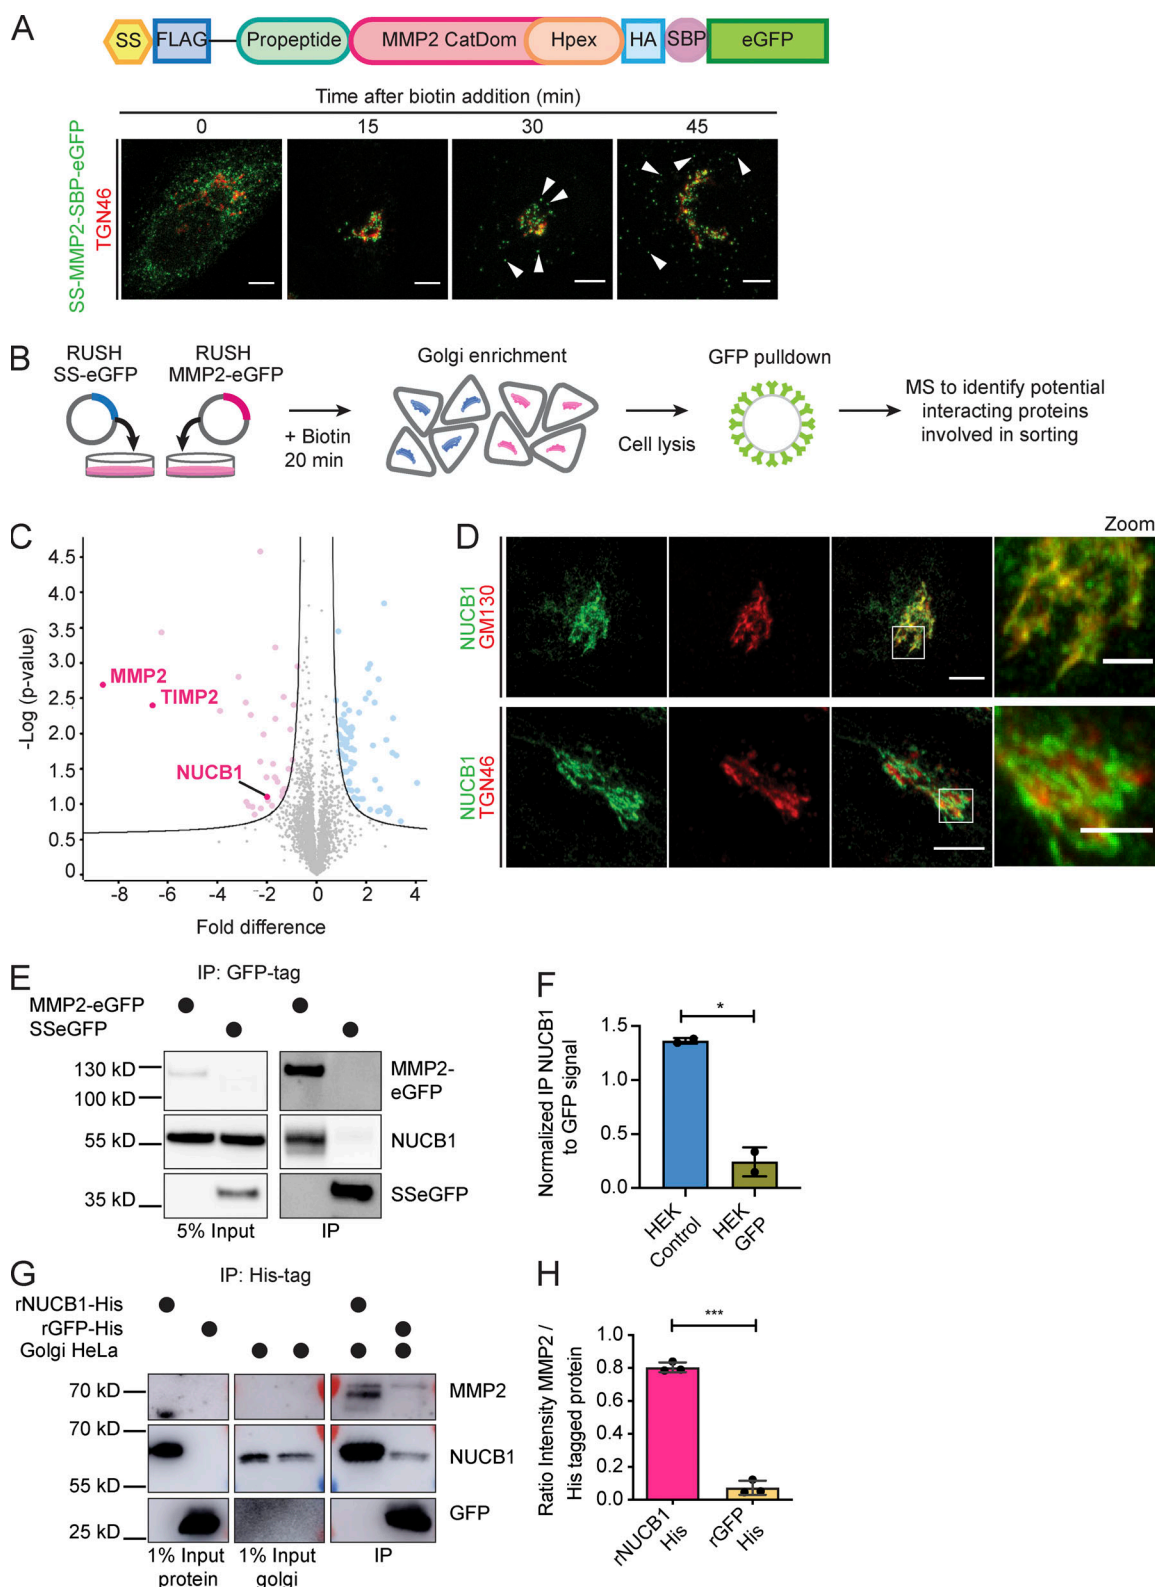 A
SS FLAG Propeptide MMP2 CatDom Hpex HA SBP eGFP
Time after biotin addition (min)
0 15 30 45
SS-MMP2-SBP-eGFP
TGN46
B
RUSH
SS-eGFP
RUSH
MMP2-eGFP
+ Biotin
20 min
Golgi enrichment
Cell lysis
GFP pulldown
MS to identify potential
interacting proteins
involved in sorting
C
4.5
4.0
3.5
3.0
2.5
2.0
1.5
1.0
0.5
0
-Log (p-value)
MMP2
TIMP2
NUCB1
-8 -6 -4 -2 0 2 4
Fold difference
D
Zoom
NUCB1
GM130
NUCB1
TGN46
E
IP: GFP-tag
MMP2-eGFP
SSeGFP
130 kD
100 kD
MMP2-
eGFP
55 kD
NUCB1
35 kD
SSeGFP
5% Input IP
F
*
Normalized IP NUCB1
to GFP signal
1.5
1.0
0.5
0.0
HEK
Control
HEK
GFP
G
IP: His-tag
rNUCB1-His
rGFP-His
Golgi HeLa
70 kD
MMP2
70 kD
NUCB1
55 kD
GFP
25 kD
1% Input
protein
1% Input
golgi
IP
H
***
Ratio Intensity MMP2 /
His tagged protein
1.0
0.8
0.6
0.4
0.2
0.0
rNUCB1
His
rGFP
His